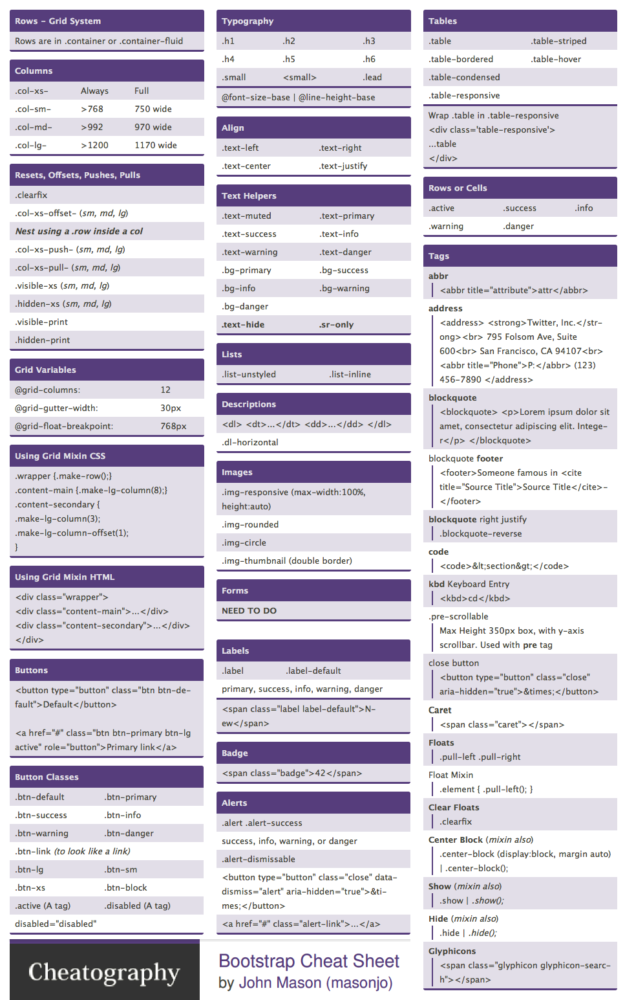 Rows - Grid System
Rows are in .container or .container-fluid
Columns
.col-xs- Always Full
.col-sm- >768 750 wide
.col-md- >992 970 wide
.col-lg- >1200 1170 wide
Resets, Offsets, Pushes, Pulls
.clearfix
.col-xs-offset- (sm, md, lg)
Nest using a .row inside a col
.col-xs-push- (sm, md, lg)
.col-xs-pull- (sm, md, lg)
.visible-xs (sm, md, lg)
.hidden-xs (sm, md, lg)
.visible-print
.hidden-print
Grid Variables
@grid-columns: 12
@grid-gutter-width: 30px
@grid-float-breakpoint: 768px
Using Grid Mixin CSS
.wrapper {.make-row();}
.content-main {.make-lg-column(8);}
.content-secondary {
.make-lg-column(3);
.make-lg-column-offset(1);
}
Using Grid Mixin HTML
<div class="wrapper">
<div class="content-main">...</div>
<div class="content-secondary">...</div>
</div>
Buttons
<button type="button" class="btn btn-de-
fault">Default</button>
<a href="#" class="btn btn-primary btn-lg
active" role="button">Primary link</a>
Button Classes
.btn-default .btn-primary
.btn-success .btn-info
.btn-warning .btn-danger
.btn-link (to look like a link)
.btn-lg .btn-sm
.btn-xs .btn-block
.active (A tag) .disabled (A tag)
disabled="disabled"
Cheatography
Typography
.h1 .h2 .h3
.h4 .h5 .h6
.small <small> .lead
@font-size-base | @line-height-base
Align
.text-left .text-right
.text-center .text-justify
Text Helpers
.text-muted .text-primary
.text-success .text-info
.text-warning .text-danger
.bg-primary .bg-success
.bg-info .bg-warning
.bg-danger
.text-hide .sr-only
Lists
.list-unstyled .list-inline
Descriptions
<dl> <dt>...</dt> <dd>...</dd> </dl>
.dl-horizontal
Images
.img-responsive (max-width:100%,
height:auto)
.img-rounded
.img-circle
.img-thumbnail (double border)
Forms
NEED TO DO
Labels
.label .label-default
primary, success, info, warning, danger
<span class="label label-default">N-
ew</span>
Badge
<span class="badge">42</span>
Alerts
.alert .alert-success
success, info, warning, or danger
.alert-dismissable
<button type="button" class="close" data-
dismiss="alert" aria-hidden="true">&ti-
mes;</button>
<a href="#" class="alert-link">...</a>
Bootstrap Cheat Sheet
by John Mason (masonjo)
Tables
.table .table-striped
.table-bordered .table-hover
.table-condensed
.table-responsive
Wrap .table in .table-responsive
<div class='table-responsive'>
...table
</div>
Rows or Cells
.active .success .info
.warning .danger
Tags
abbr
<abbr title="attribute">attr</abbr>
address
<address> <strong>Twitter, Inc.</str-
ong><br> 795 Folsom Ave, Suite
600<br> San Francisco, CA 94107<br>
<abbr title="Phone">P:</abbr> (123)
456-7890 </address>
blockquote
<blockquote> <p>Lorem ipsum dolor sit
amet, consectetur adipiscing elit. Intege-
r</p> </blockquote>
blockquote footer
<footer>Someone famous in <cite
title="Source Title">Source Title</cite>-
</footer>
blockquote right justify
.blockquote-reverse
code
<code>&lt;section&gt;</code>
kbd Keyboard Entry
<kbd>cd</kbd>
.pre-scrollable
Max Height 350px box, with y-axis
scrollbar. Used with pre tag
close button
<button type="button" class="close"
aria-hidden="true">&times;</button>
Caret
<span class="caret"></span>
Floats
.pull-left .pull-right
Float Mixin
.element { .pull-left(); }
Clear Floats
.clearfix
Center Block (mixin also)
.center-block (display:block, margin auto)
| .center-block();
Show (mixin also)
.show | .show();
Hide (mixin also)
.hide | .hide();
Glyphicons
<span class="glyphicon glyphicon-searc-
h"></span>